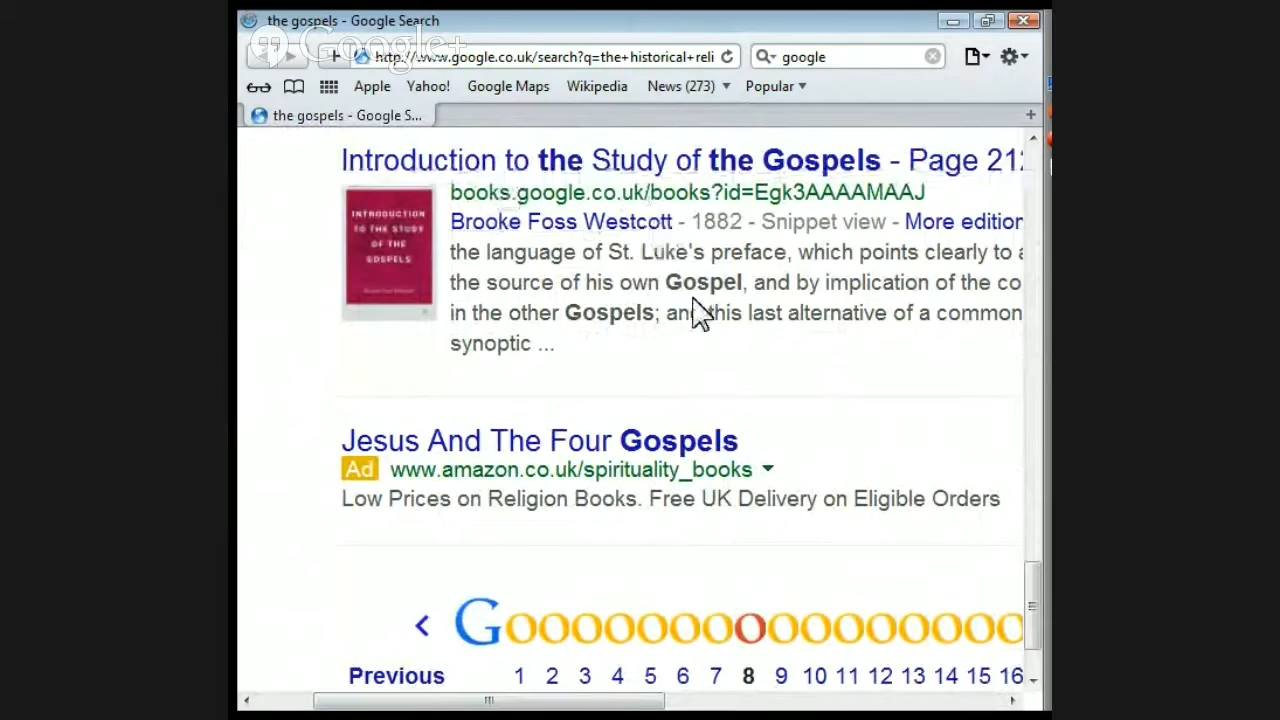 the gospels - Google Search
Google+
http://www.google.co.uk/search?q=the+historical+reli
google
Apple Yahoo! Google Maps Wikipedia News (273) Popular
the gospels - Google S...
Introduction to the Study of the Gospels - Page 212
INTRODUCTION
TO THE STUDY
OF THE
GOSPELS
books.google.co.uk/books?id=Egk3AAAAMAAJ
Brooke Foss Westcott - 1882 - Snippet view - More edition
the language of St. Luke's preface, which points clearly to a
the source of his own Gospel, and by implication of the co
in the other Gospels; and this last alternative of a common
synoptic ...
Jesus And The Four Gospels
Ad www.amazon.co.uk/spirituality_books
Low Prices on Religion Books. Free UK Delivery on Eligible Orders
Goooooooooooooooo
Previous 1 2 3 4 5 6 7 8 9 10 11 12 13 14 15 16